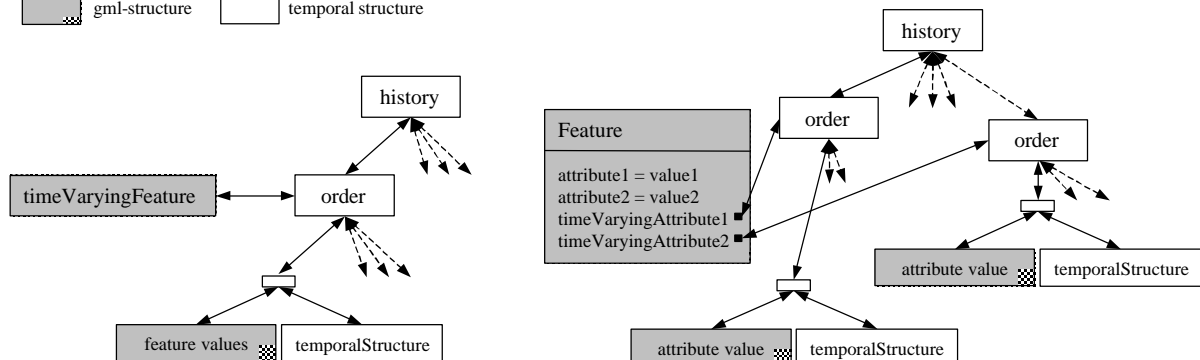 gml-structure
temporal structure
history
timeVaryingFeature
order
feature values
temporalStructure
history
order
order
Feature
attribute1 = value1
attribute2 = value2
timeVaryingAttribute1
timeVaryingAttribute2
attribute value
temporalStructure
attribute value
temporalStructure